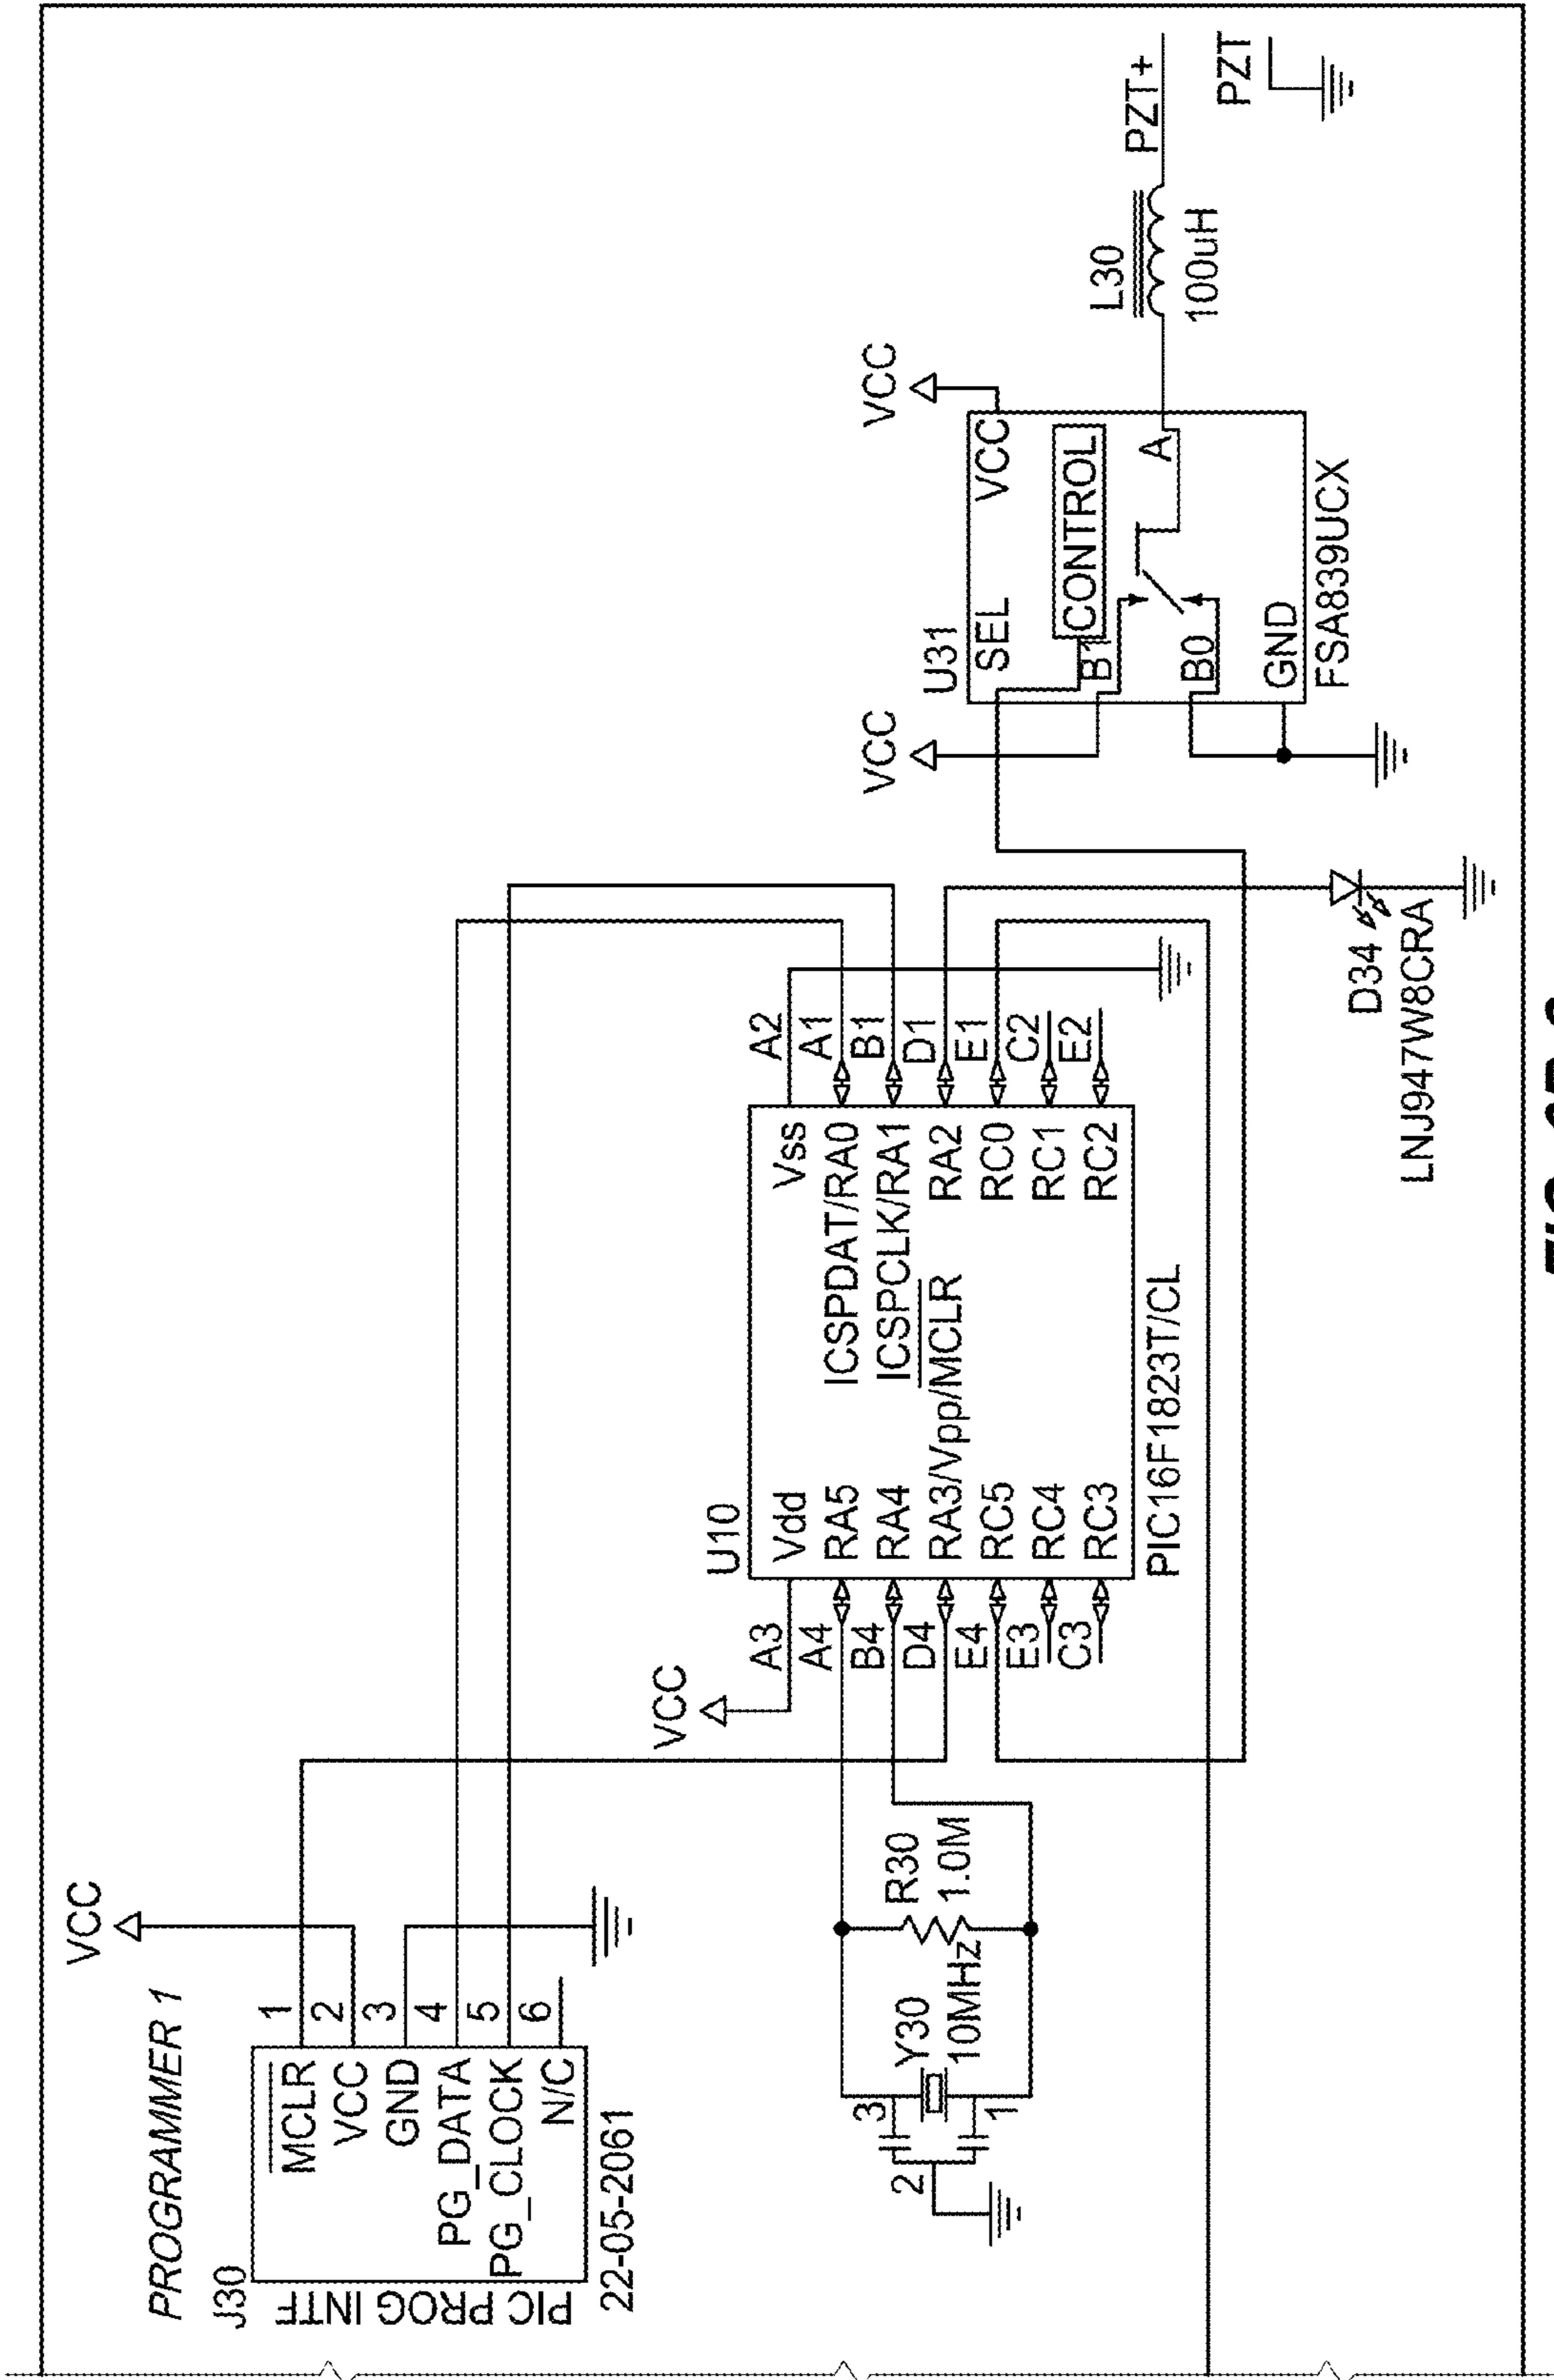 PROGRAMMER 1
J30
PIC PROG INTF
MCLR 1
VCC 2
GND 3
PG_DATA 4
PG_CLOCK 5
N/C 6
22-05-2061
VCC
3
2
1
Y30
10MHz
R30
1.0M
VCC
U10
A3 Vdd
A4 RA5
B4 RA4
D4 RA3/Vpp/MCLR
E4 RC5
E3 RC4
C3 RC3
Vss A2
ICSPDAT/RA0 A1
ICSPCLK/RA1 B1
RA2 D1
RC0 E1
RC1 C2
RC2 E2
PIC16F1823T/CL
D34
LNJ947W8CRA
VCC
VCC
U31
SEL VCC
CONTROL
B1
A
B0
GND
FSA839UCX
L30
100uH
PZT+
PZT